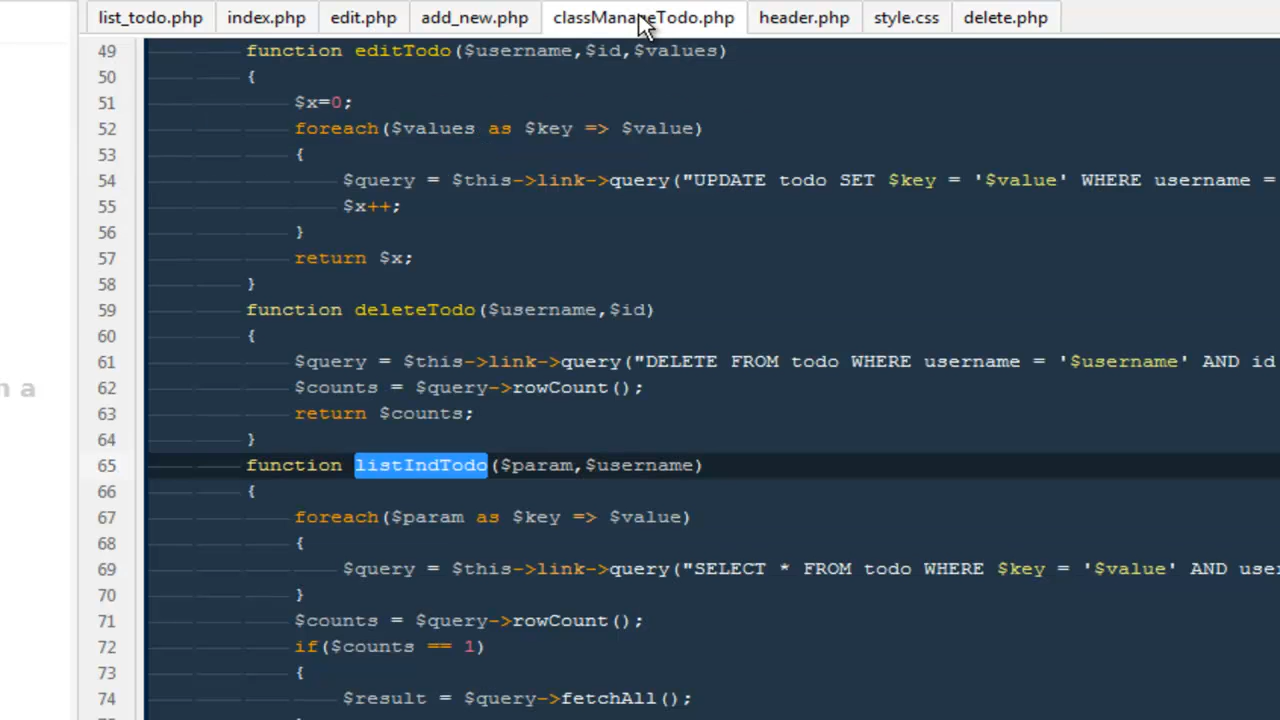 list_todo.php index.php edit.php add_new.php classManageTodo.php header.php style.css delete.php
49 function editTodo($username,$id,$values)
50 {
51 $x=0;
52 foreach($values as $key => $value)
53 {
54 $query = $this->link->query("UPDATE todo SET $key = '$value' WHERE username =
55 $x++;
56 }
57 return $x;
58 }
59 function deleteTodo($username,$id)
60 {
61 $query = $this->link->query("DELETE FROM todo WHERE username = '$username' AND id
62 $counts = $query->rowCount();
n a
63 return $counts;
64 }
65 function listIndTodo($param,$username)
66 {
67 foreach($param as $key => $value)
68 {
69 $query = $this->link->query("SELECT * FROM todo WHERE $key = '$value' AND use
70 }
71 $counts = $query->rowCount();
72 if($counts == 1)
73 {
74 $result = $query->fetchAll();